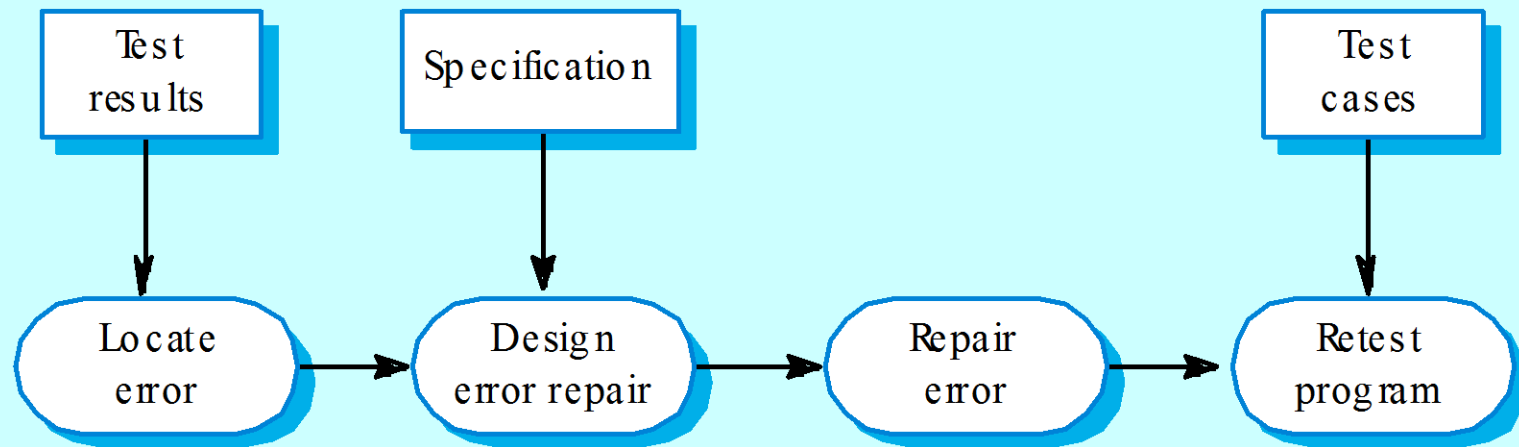 Test
results
Specification
Test
cases
Locate
error
Design
error repair
Repair
error
Retest
program